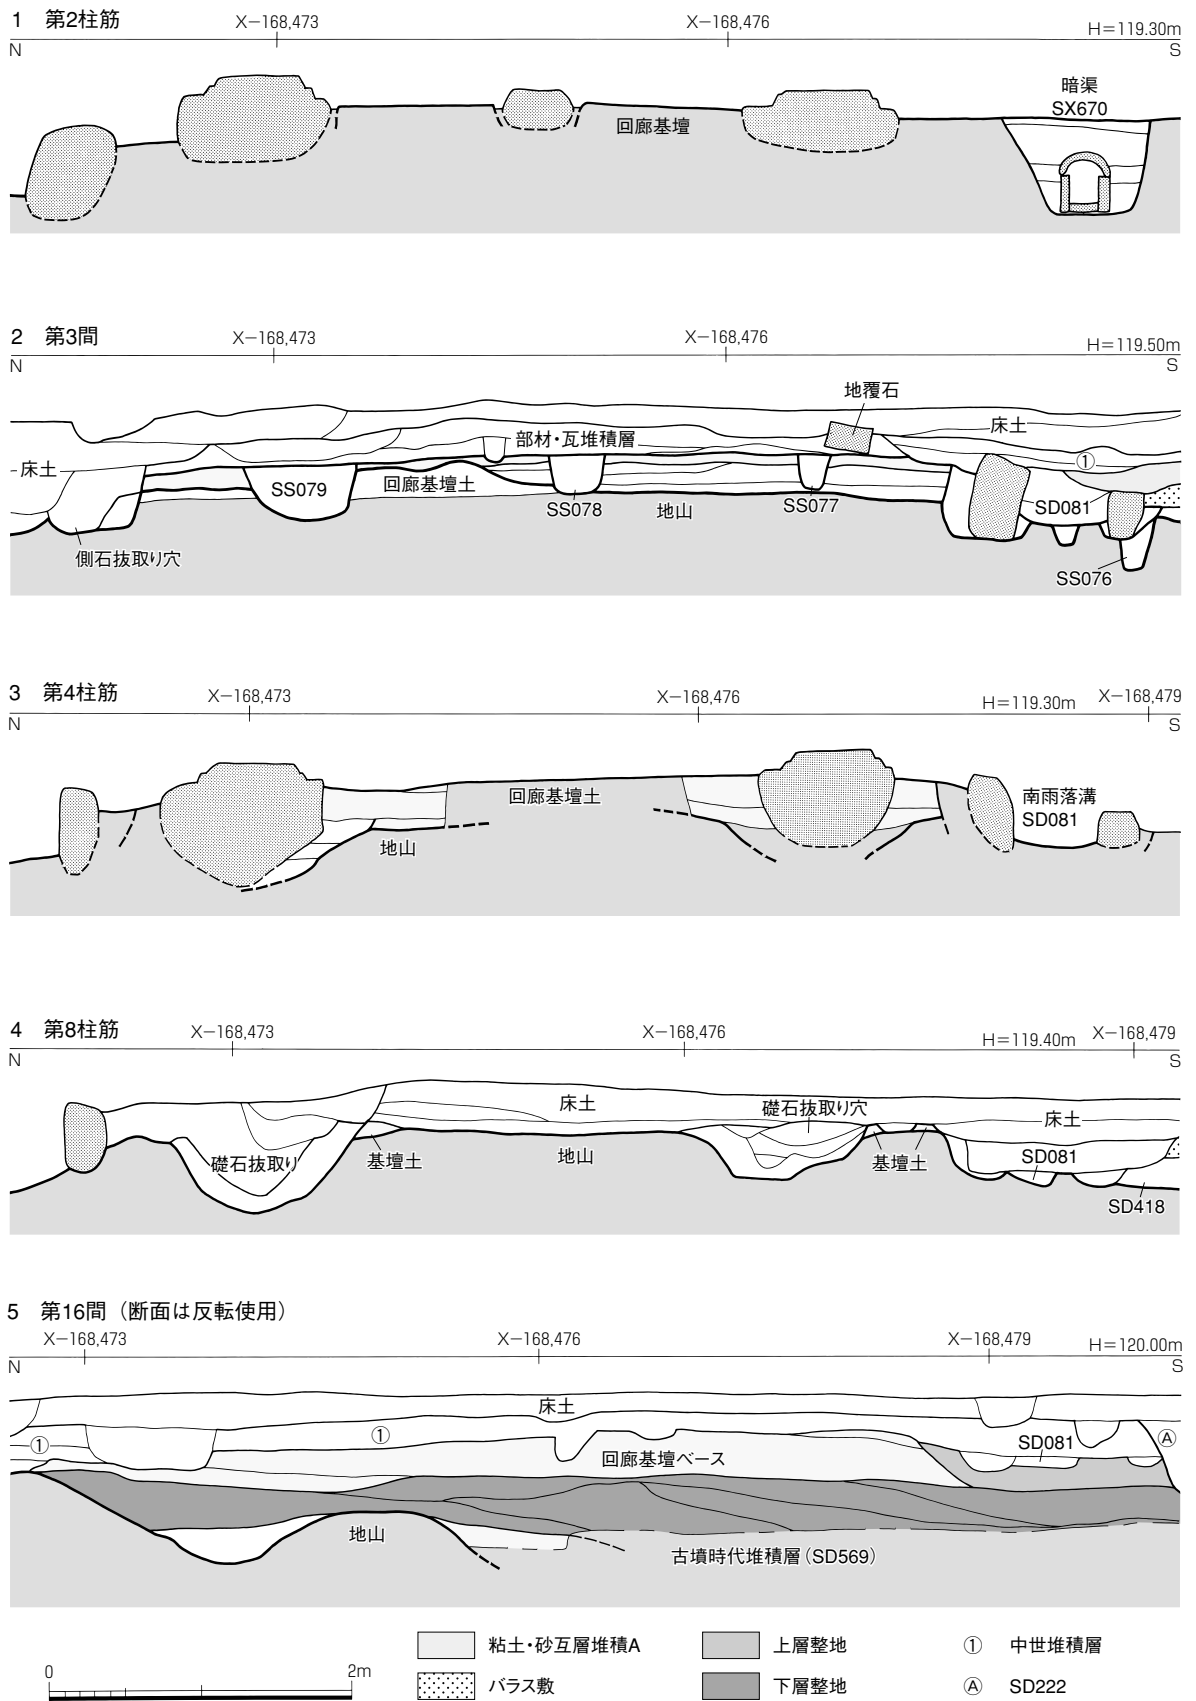 1 第2柱筋
X−168,473
X−168,476
H=119.30m
N
S
暗渠
SX670
回廊基壇
2 第3間
X−168,473
X−168,476
H=119.50m
N
S
地覆石
床土
部材・瓦堆積層
床土
①
SS079
回廊基壇土
SS078
地山
SS077
SD081
側石抜取り穴
SS076
3 第4柱筋
X−168,473
X−168,476
H=119.30m
X−168,479
N
S
回廊基壇土
南雨落溝
SD081
地山
4 第8柱筋
X−168,473
X−168,476
H=119.40m
X−168,479
N
S
床土
礎石抜取り穴
床土
礎石抜取り
基壇土
地山
基壇土
SD081
SD418
5 第16間（断面は反転使用）
X−168,473
X−168,476
X−168,479
H=120.00m
N
S
床土
①
①
SD081
Ⓐ
回廊基壇ベース
地山
古墳時代堆積層（SD569）
粘土・砂互層堆積A
上層整地
① 中世堆積層
0
2m
バラス敷
下層整地
Ⓐ SD222